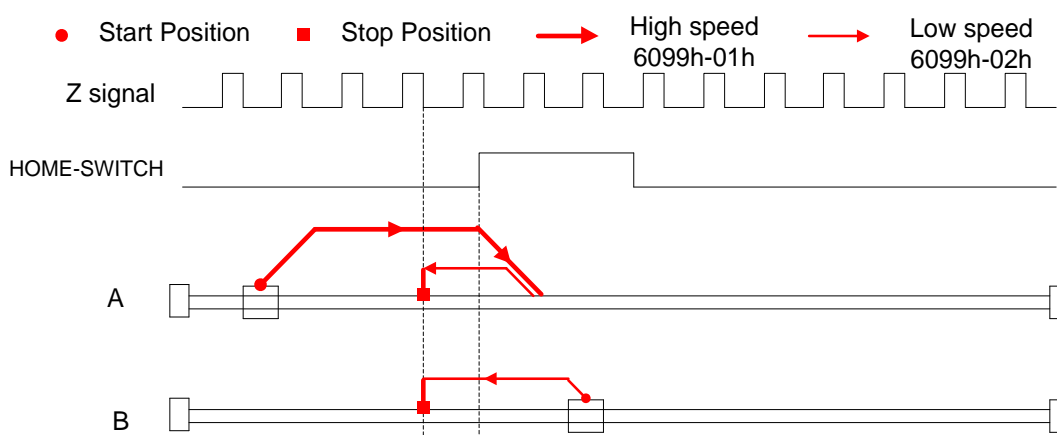 Start Position
Stop Position
High speed
6099h-01h
Low speed
6099h-02h
Z signal
HOME-SWITCH
A
B